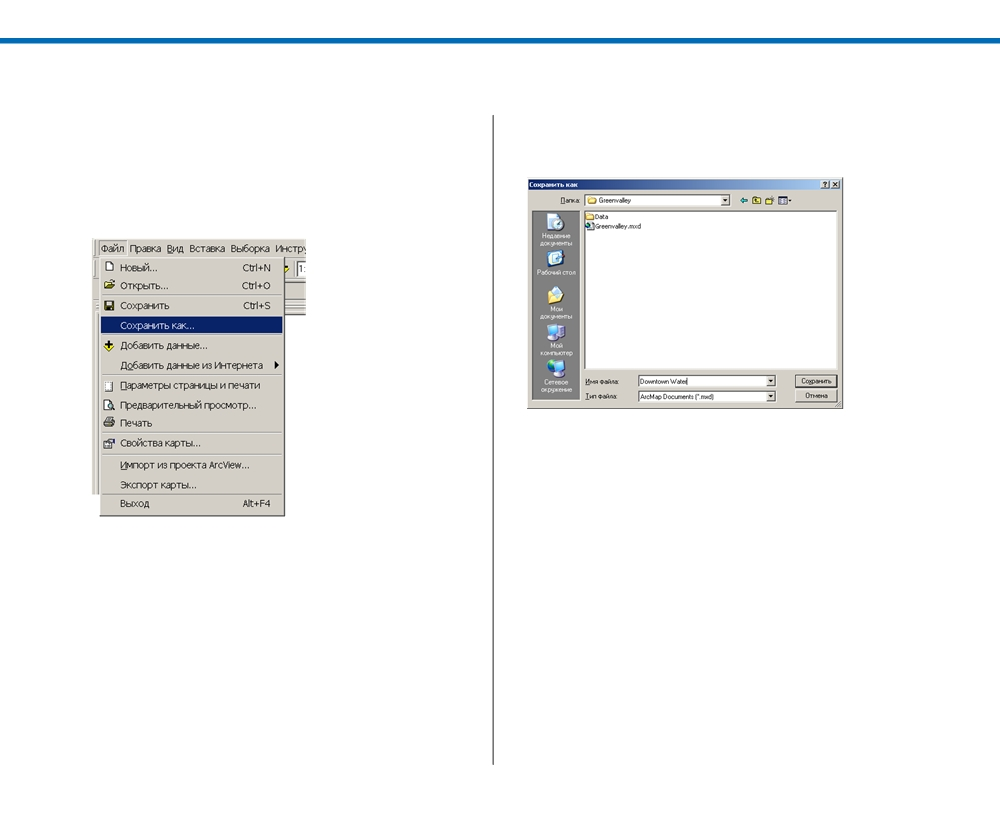 Файл Правка Вид Вставка Выборка Инстру
Новый... Ctrl+N
1:
Открыть... Ctrl+O
Сохранить Ctrl+S
Сохранить как...
Добавить данные...
Добавить данные из Интернета
Параметры страницы и печати
Предварительный просмотр...
Печать
Свойства карты...
Импорт из проекта ArcView...
Экспорт карты...
Выход Alt+F4
Сохранить как
Папка: Greenvalley
Недавние документы
Рабочий стол
Мои документы
Мой компьютер
Сетевое окружение
Data
Greenvalley.mxd
Имя файла: Downtown Water Сохранить
Тип файла: ArcMap Documents (*.mxd) Отмена